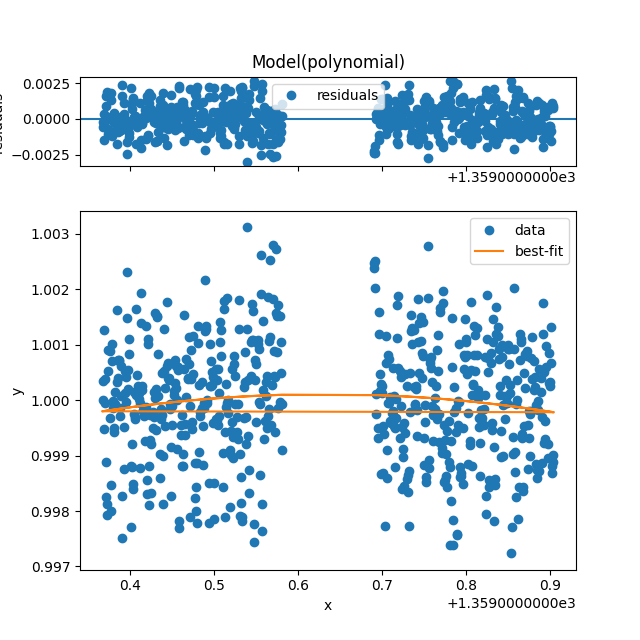 Model(polynomial)
0.0025
0.0000
−0.0025
residuals
+1.3590000000e3
1.003
1.002
1.001
1.000
0.999
0.998
0.997
y
data
best-fit
0.4
0.5
0.6
0.7
0.8
0.9
x
+1.3590000000e3